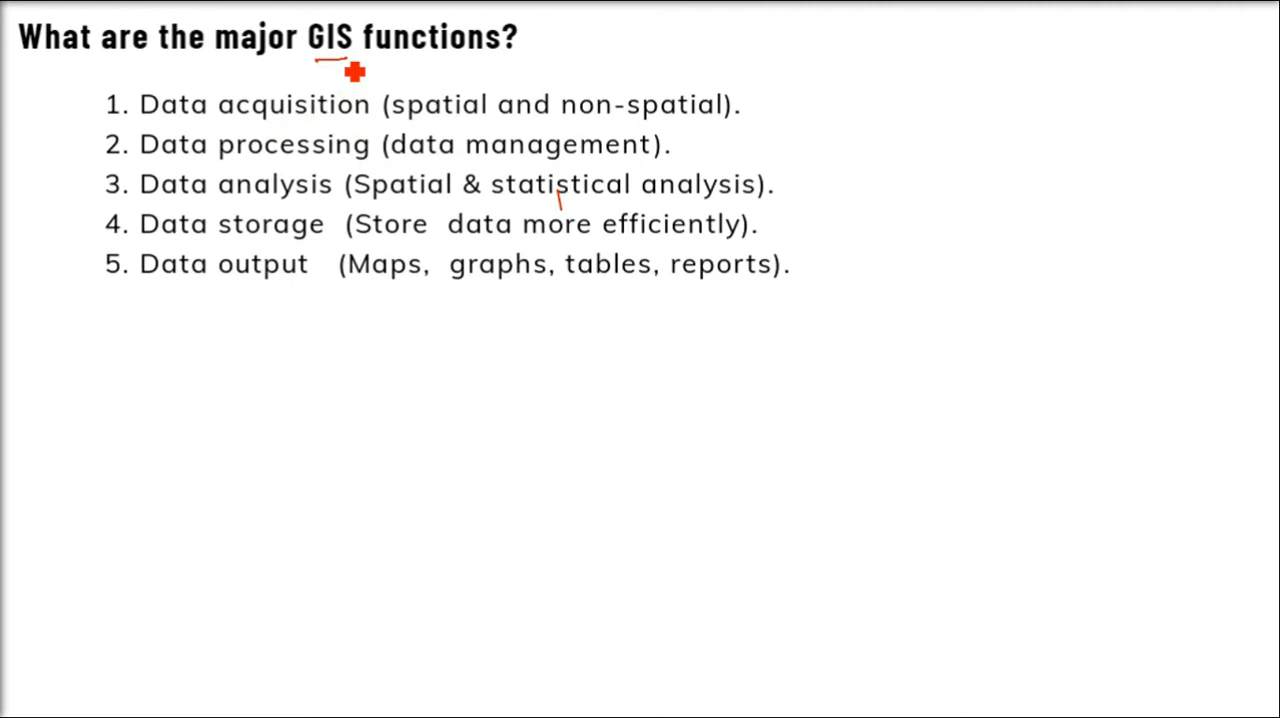 What are the major GIS functions?
1. Data acquisition (spatial and non-spatial).
2. Data processing (data management).
3. Data analysis (Spatial & statistical analysis).
4. Data storage (Store data more efficiently).
5. Data output (Maps, graphs, tables, reports).